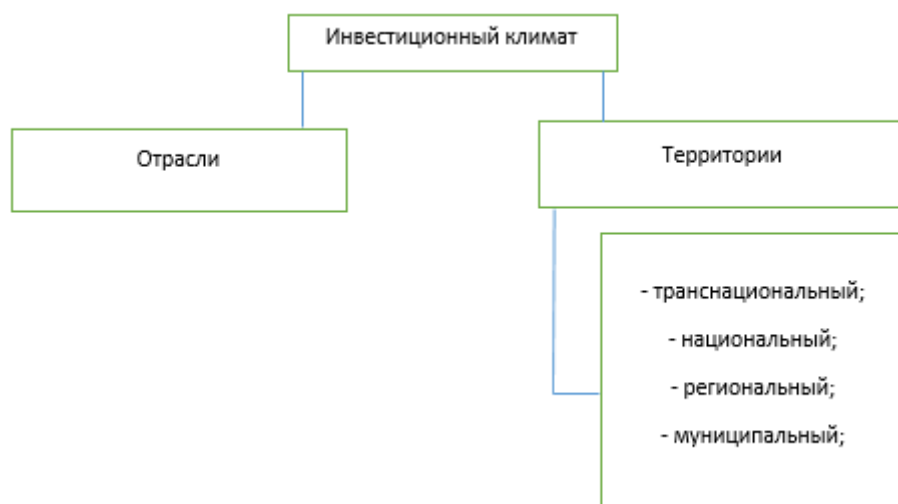 Инвестиционный климат
Отрасли
Территории
- транснациональный;
- национальный;
- региональный;
- муниципальный;